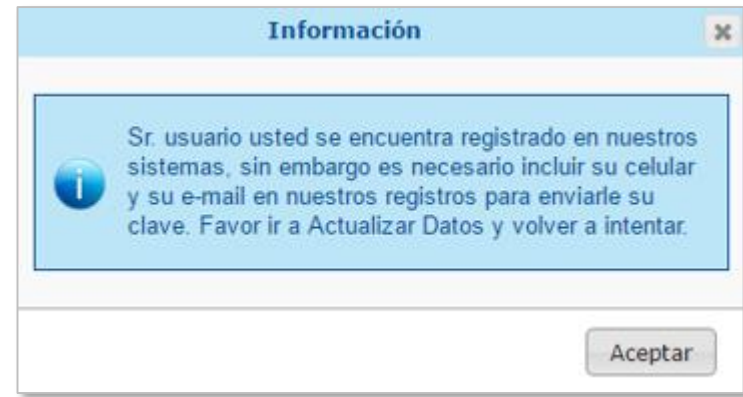 Información
Sr. usuario usted se encuentra registrado en nuestros
sistemas, sin embargo es necesario incluir su celular
y su e-mail en nuestros registros para enviarle su
clave. Favor ir a Actualizar Datos y volver a intentar.
Aceptar